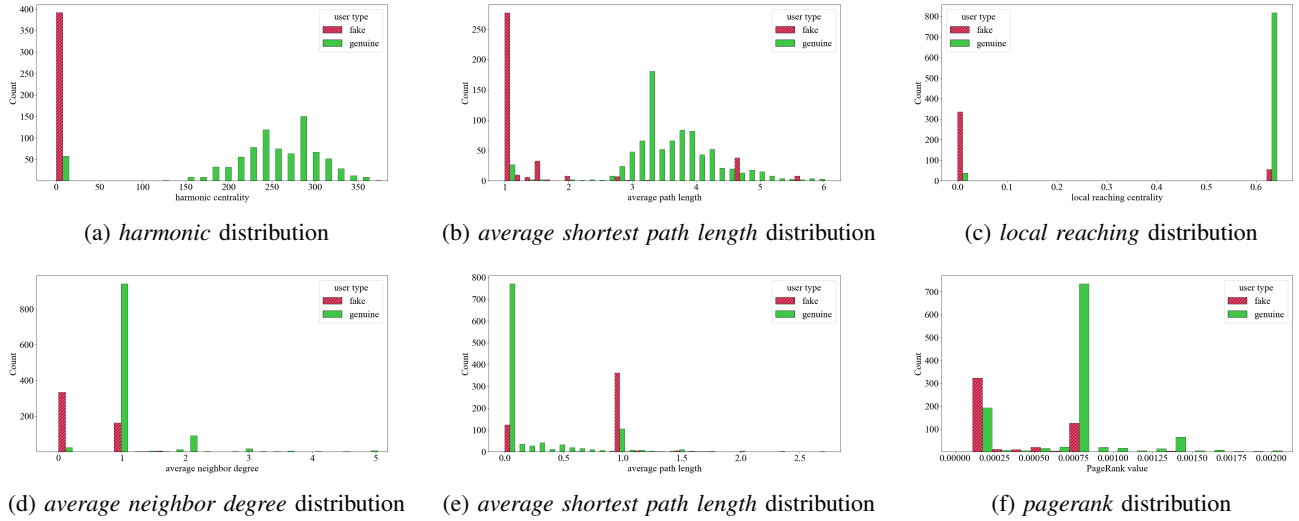 400
350
300
250
200
150
100
50
Count
0
50
100
150
200
250
300
350
harmonic centrality
user type
fake
genuine
(a) harmonic distribution
250
200
150
100
50
0
Count
1
2
3
4
5
6
average path length
user type
fake
genuine
(b) average shortest path length distribution
800
700
600
500
400
300
200
100
0
Count
0.0
0.1
0.2
0.3
0.4
0.5
0.6
local reaching centrality
user type
fake
genuine
(c) local reaching distribution
800
600
400
200
Count
0
1
2
3
4
5
average neighbor degree
user type
fake
genuine
(d) average neighbor degree distribution
800
700
600
500
400
300
200
100
0
Count
0.0
0.5
1.0
1.5
2.0
2.5
average path length
user type
fake
genuine
(e) average shortest path length distribution
700
600
500
400
300
200
100
Count
0.00000
0.00025
0.00050
0.00075
0.00100
0.00125
0.00150
0.00175
0.00200
PageRank value
user type
fake
genuine
(f) pagerank distribution